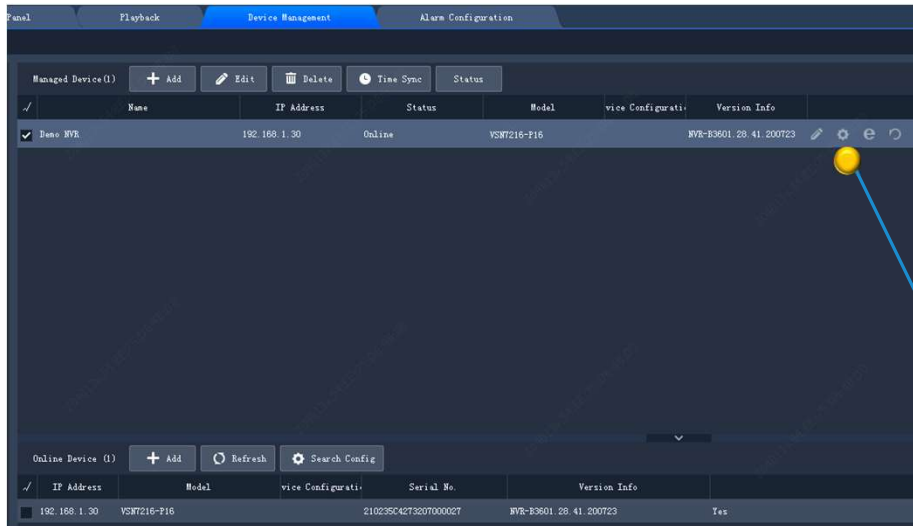 Panel Playback Device Management Alarm Configuration
Managed Device(1) Add Edit Delete Time Sync Status
Name IP Address Status Model vice Configurati Version Info
Demo NVR 192.168.1.30 Online VSN7216-P16 NVR-B3601.28.41.200723
Online Device (1) Add Refresh Search Config
IP Address Model vice Configurati Serial No. Version Info
192.168.1.30 VSN7216-P16 210235C4273207000027 NVR-B3601.28.41.200723 Yes